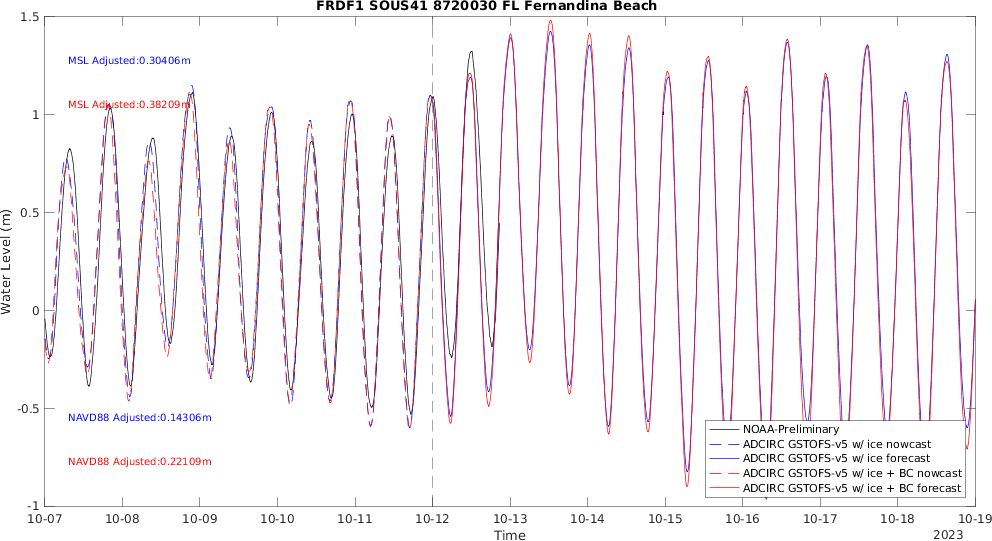 FRDF1 SOUS41 8720030 FL Fernandina Beach
1.5
1
0.5
0
-0.5
-1
Water Level (m)
MSL Adjusted:0.30406m
MSL Adjusted:0.38209m
NAVD88 Adjusted:0.14306m
NAVD88 Adjusted:0.22109m
NOAA-Preliminary
ADCIRC GSTOFS-v5 w/ ice nowcast
ADCIRC GSTOFS-v5 w/ ice forecast
ADCIRC GSTOFS-v5 w/ ice + BC nowcast
ADCIRC GSTOFS-v5 w/ ice + BC forecast
10-07 10-08 10-09 10-10 10-11 10-12 10-13 10-14 10-15 10-16 10-17 10-18 10-19
Time
2023